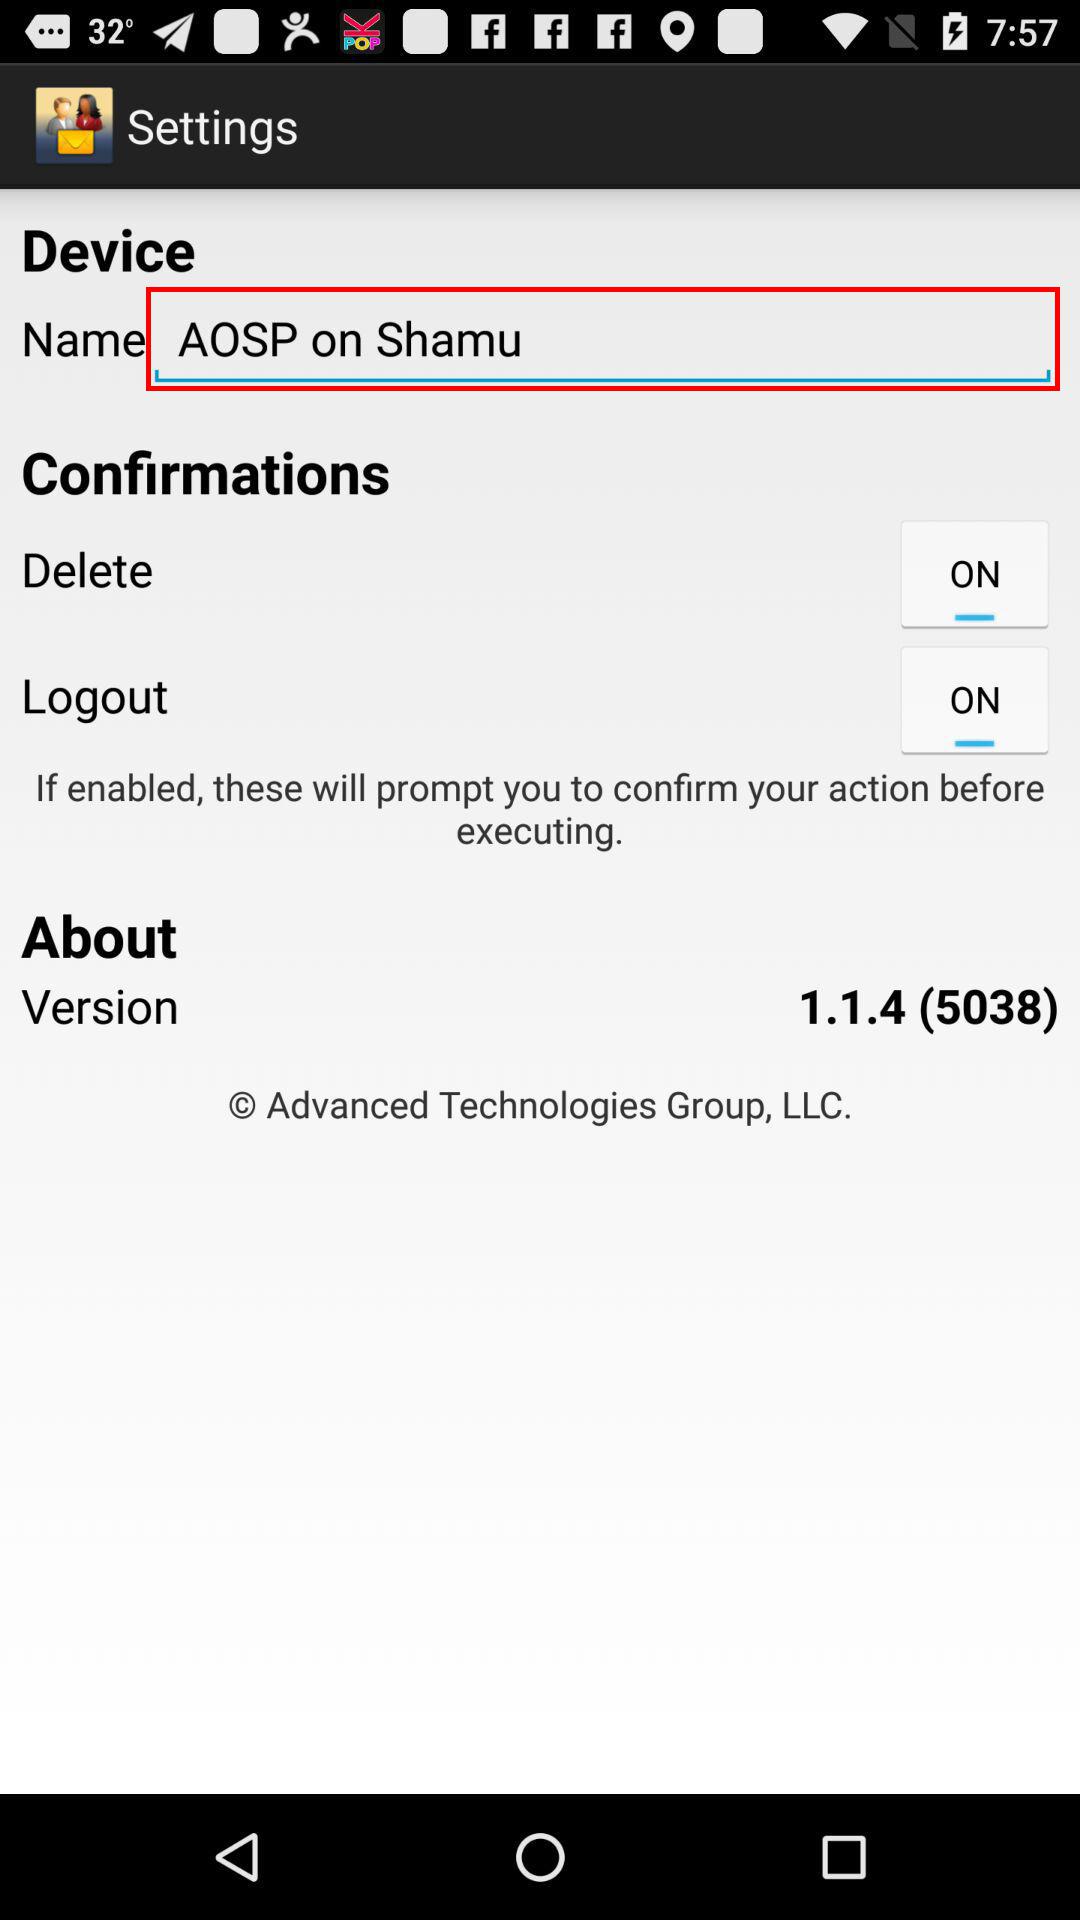 32° POP 7:57
Settings
Device
Name AOSP on Shamu
Confirmations
Delete ON
Logout ON
If enabled, these will prompt you to confirm your action before
executing.
About
Version 1.1.4 (5038)
© Advanced Technologies Group, LLC.